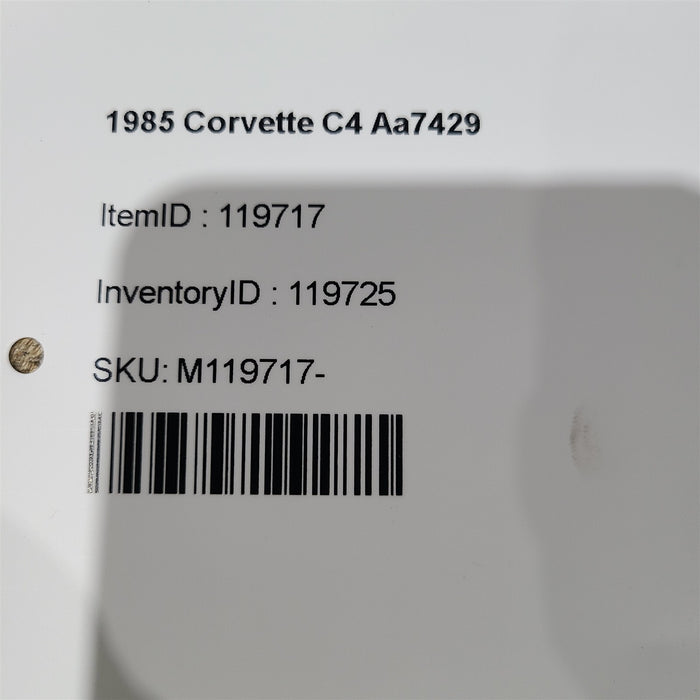 1985 Corvette C4 Aa7429
ItemID : 119717
InventoryID : 119725
SKU: M119717-